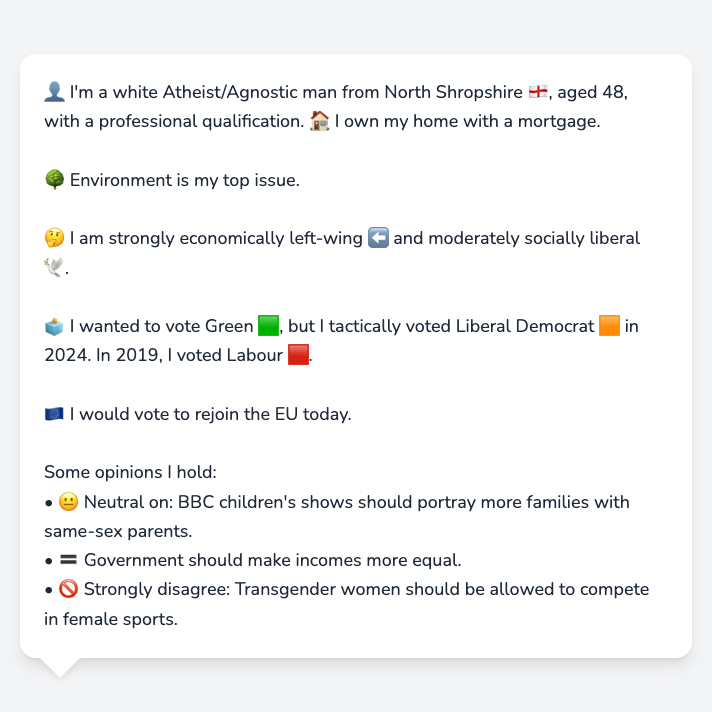 👤 I'm a white Atheist/Agnostic man from North Shropshire 🏴󠁧󠁢󠁥󠁮󠁧󠁿, aged 48,
with a professional qualification. 🏠 I own my home with a mortgage.
🌳 Environment is my top issue.
🤔 I am strongly economically left-wing ⬅️ and moderately socially liberal
🕊️.
🗳️ I wanted to vote Green 🟩, but I tactically voted Liberal Democrat 🟧 in
2024. In 2019, I voted Labour 🟥.
🇪🇺 I would vote to rejoin the EU today.
Some opinions I hold:
• 😐 Neutral on: BBC children's shows should portray more families with
same-sex parents.
• 🟰 Government should make incomes more equal.
• 🚫 Strongly disagree: Transgender women should be allowed to compete
in female sports.